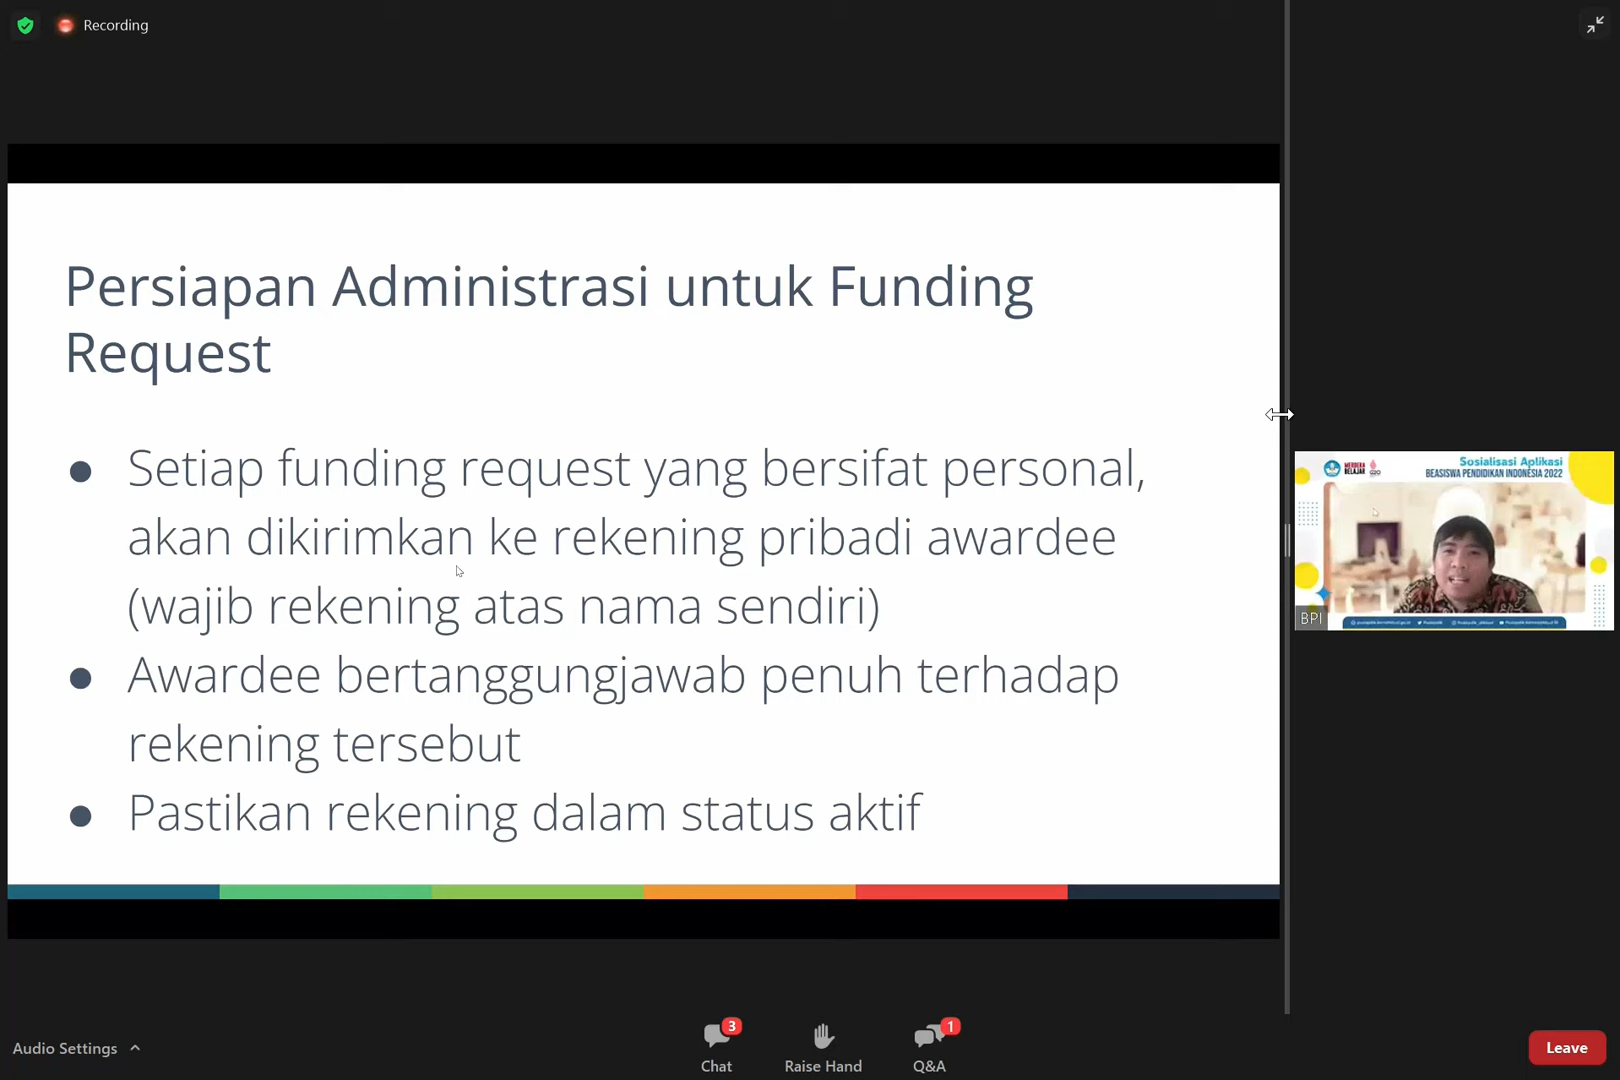 Recording
Persiapan Administrasi untuk Funding
Request
● Setiap funding request yang bersifat personal,
akan dikirimkan ke rekening pribadi awardee
(wajib rekening atas nama sendiri)
● Awardee bertanggungjawab penuh terhadap
rekening tersebut
● Pastikan rekening dalam status aktif
MERDEKA
BELAJAR
Sosialisasi Aplikasi
BEASISWA PENDIDIKAN INDONESIA 2022
BPI
Audio Settings
3
Chat
Raise Hand
1
Q&A
Leave